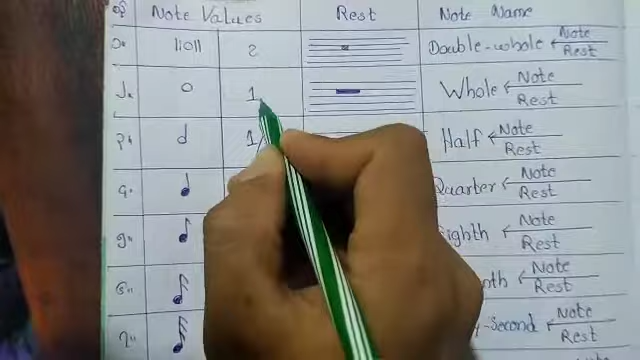 Note Values Rest Note Name
2 Double-whole Note
Rest
1 Whole Note
Rest
1/ Half Note
Rest
Quarter Note
Rest
ighth Note
Rest
nth Note
Rest
-Second Note
Rest